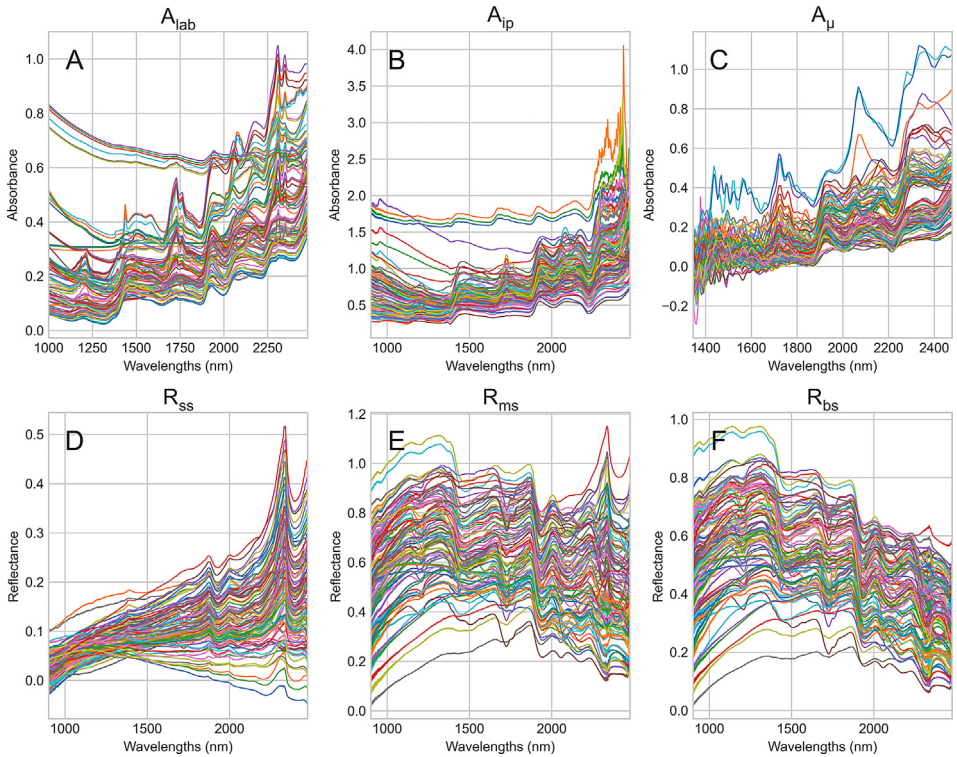 A_lab
A
Absorbance
1.0
0.8
0.6
0.4
0.2
0.0
1000 1250 1500 1750 2000 2250
Wavelengths (nm)
A_ip
B
Absorbance
4.0
3.5
3.0
2.5
2.0
1.5
1.0
0.5
1000 1500 2000
Wavelengths (nm)
A_μ
C
Absorbance
1.0
0.8
0.6
0.4
0.2
0.0
−0.2
1400 1600 1800 2000 2200 2400
Wavelengths (nm)
R_ss
D
Reflectance
0.5
0.4
0.3
0.2
0.1
0.0
1000 1500 2000
Wavelengths (nm)
R_ms
E
Reflectance
1.2
1.0
0.8
0.6
0.4
0.2
0.0
1000 1500 2000
Wavelengths (nm)
R_bs
F
Reflectance
1.0
0.8
0.6
0.4
0.2
0.0
1000 1500 2000
Wavelengths (nm)